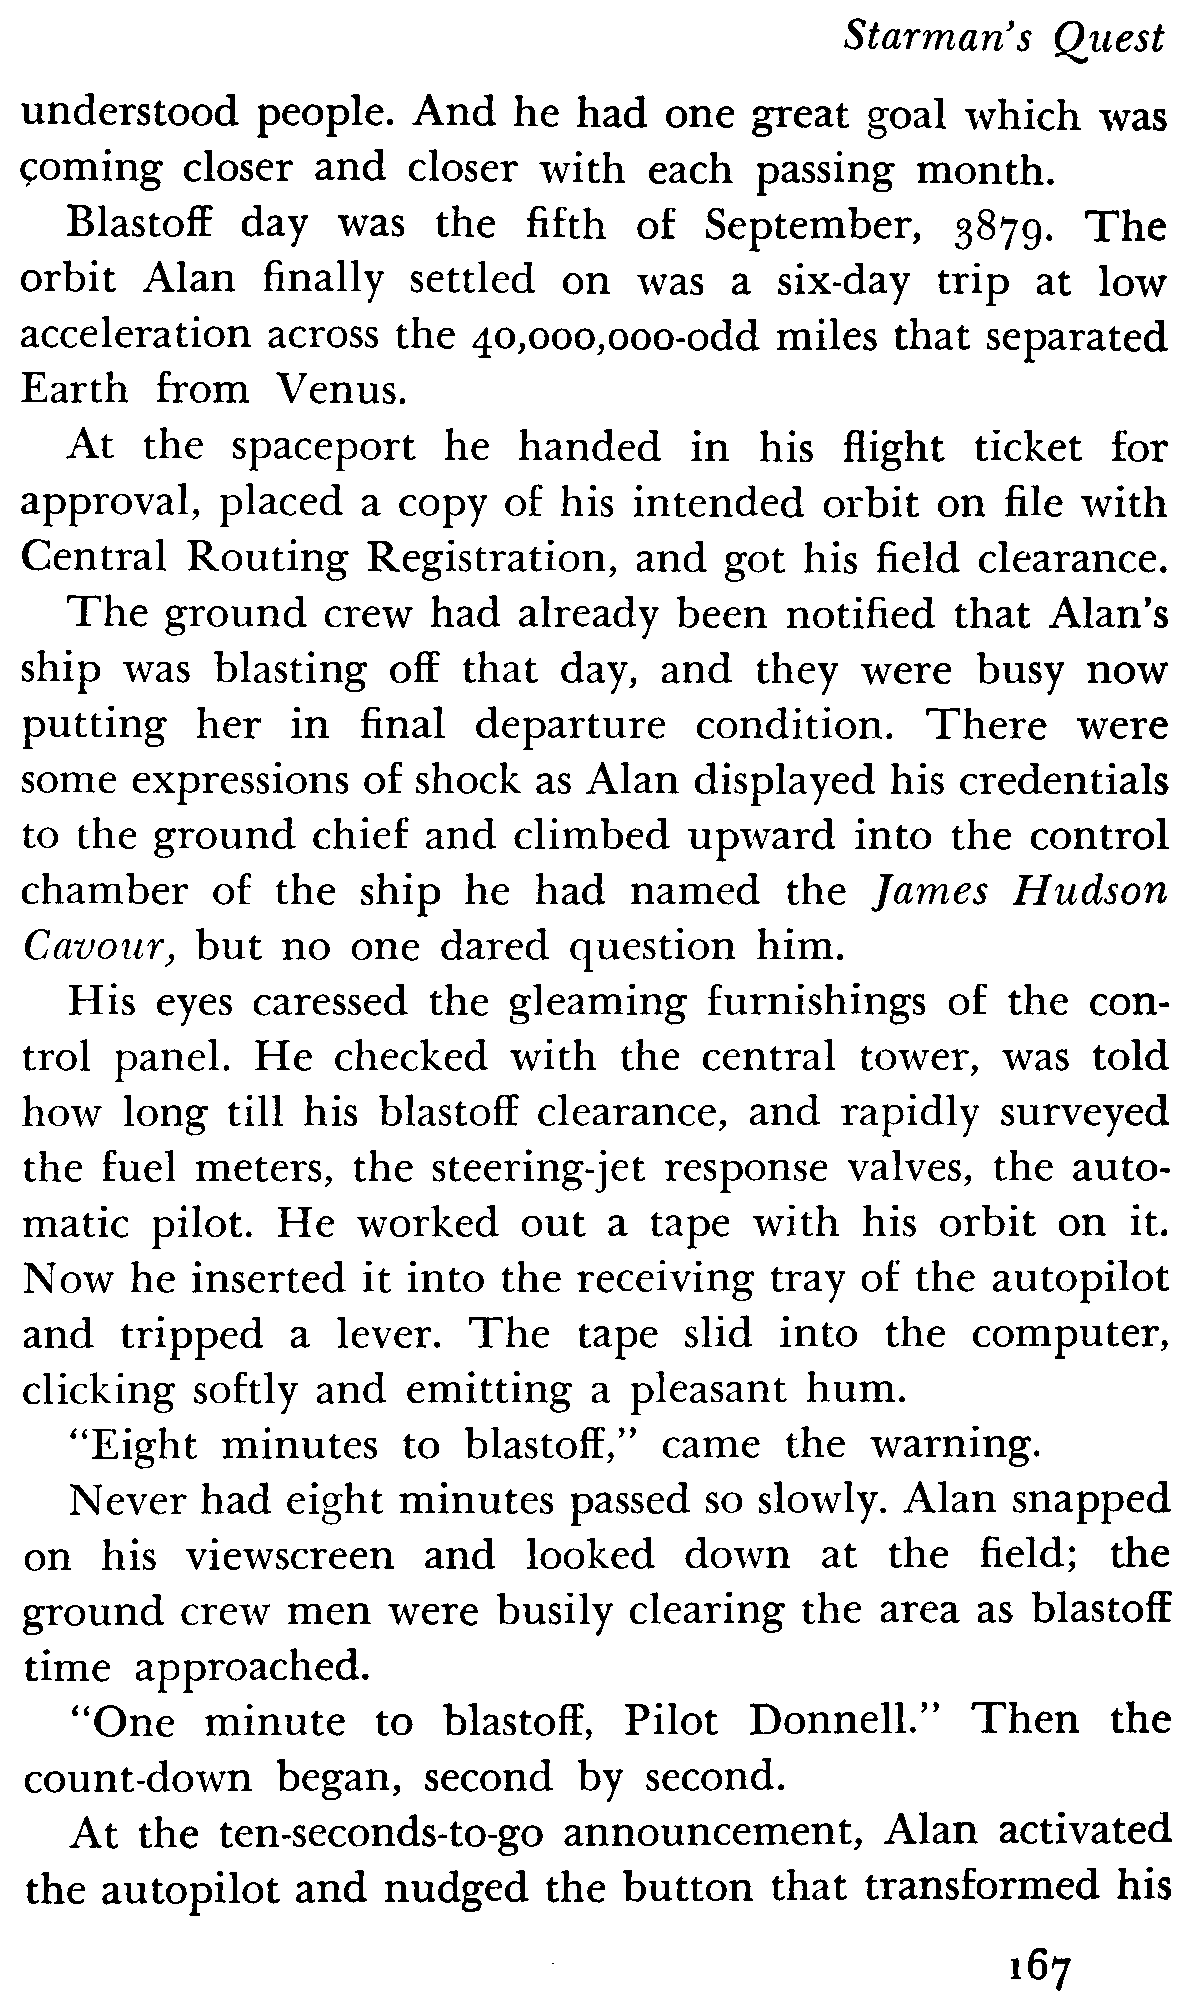 Starman's Quest
understood people. And he had one great goal which was
coming closer and closer with each passing month.
Blastoff day was the fifth of September, 3879. The
orbit Alan finally settled on was a six-day trip at low
acceleration across the 40,000,000-odd miles that separated
Earth from Venus.
At the spaceport he handed in his flight ticket for
approval, placed a copy of his intended orbit on file with
Central Routing Registration, and got his field clearance.
The ground crew had already been notified that Alan's
ship was blasting off that day, and they were busy now
putting her in final departure condition. There were
some expressions of shock as Alan displayed his credentials
to the ground chief and climbed upward into the control
chamber of the ship he had named the James Hudson
Cavour, but no one dared question him.
His eyes caressed the gleaming furnishings of the con-
trol panel. He checked with the central tower, was told
how long till his blastoff clearance, and rapidly surveyed
the fuel meters, the steering-jet response valves, the auto-
matic pilot. He worked out a tape with his orbit on it.
Now he inserted it into the receiving tray of the autopilot
and tripped a lever. The tape slid into the computer,
clicking softly and emitting a pleasant hum.
"Eight minutes to blastoff," came the warning.
Never had eight minutes passed so slowly. Alan snapped
on his viewscreen and looked down at the field; the
ground crew men were busily clearing the area as blastoff
time approached.
"One minute to blastoff, Pilot Donnell." Then the
count-down began, second by second.
At the ten-seconds-to-go announcement, Alan activated
the autopilot and nudged the button that transformed his
167